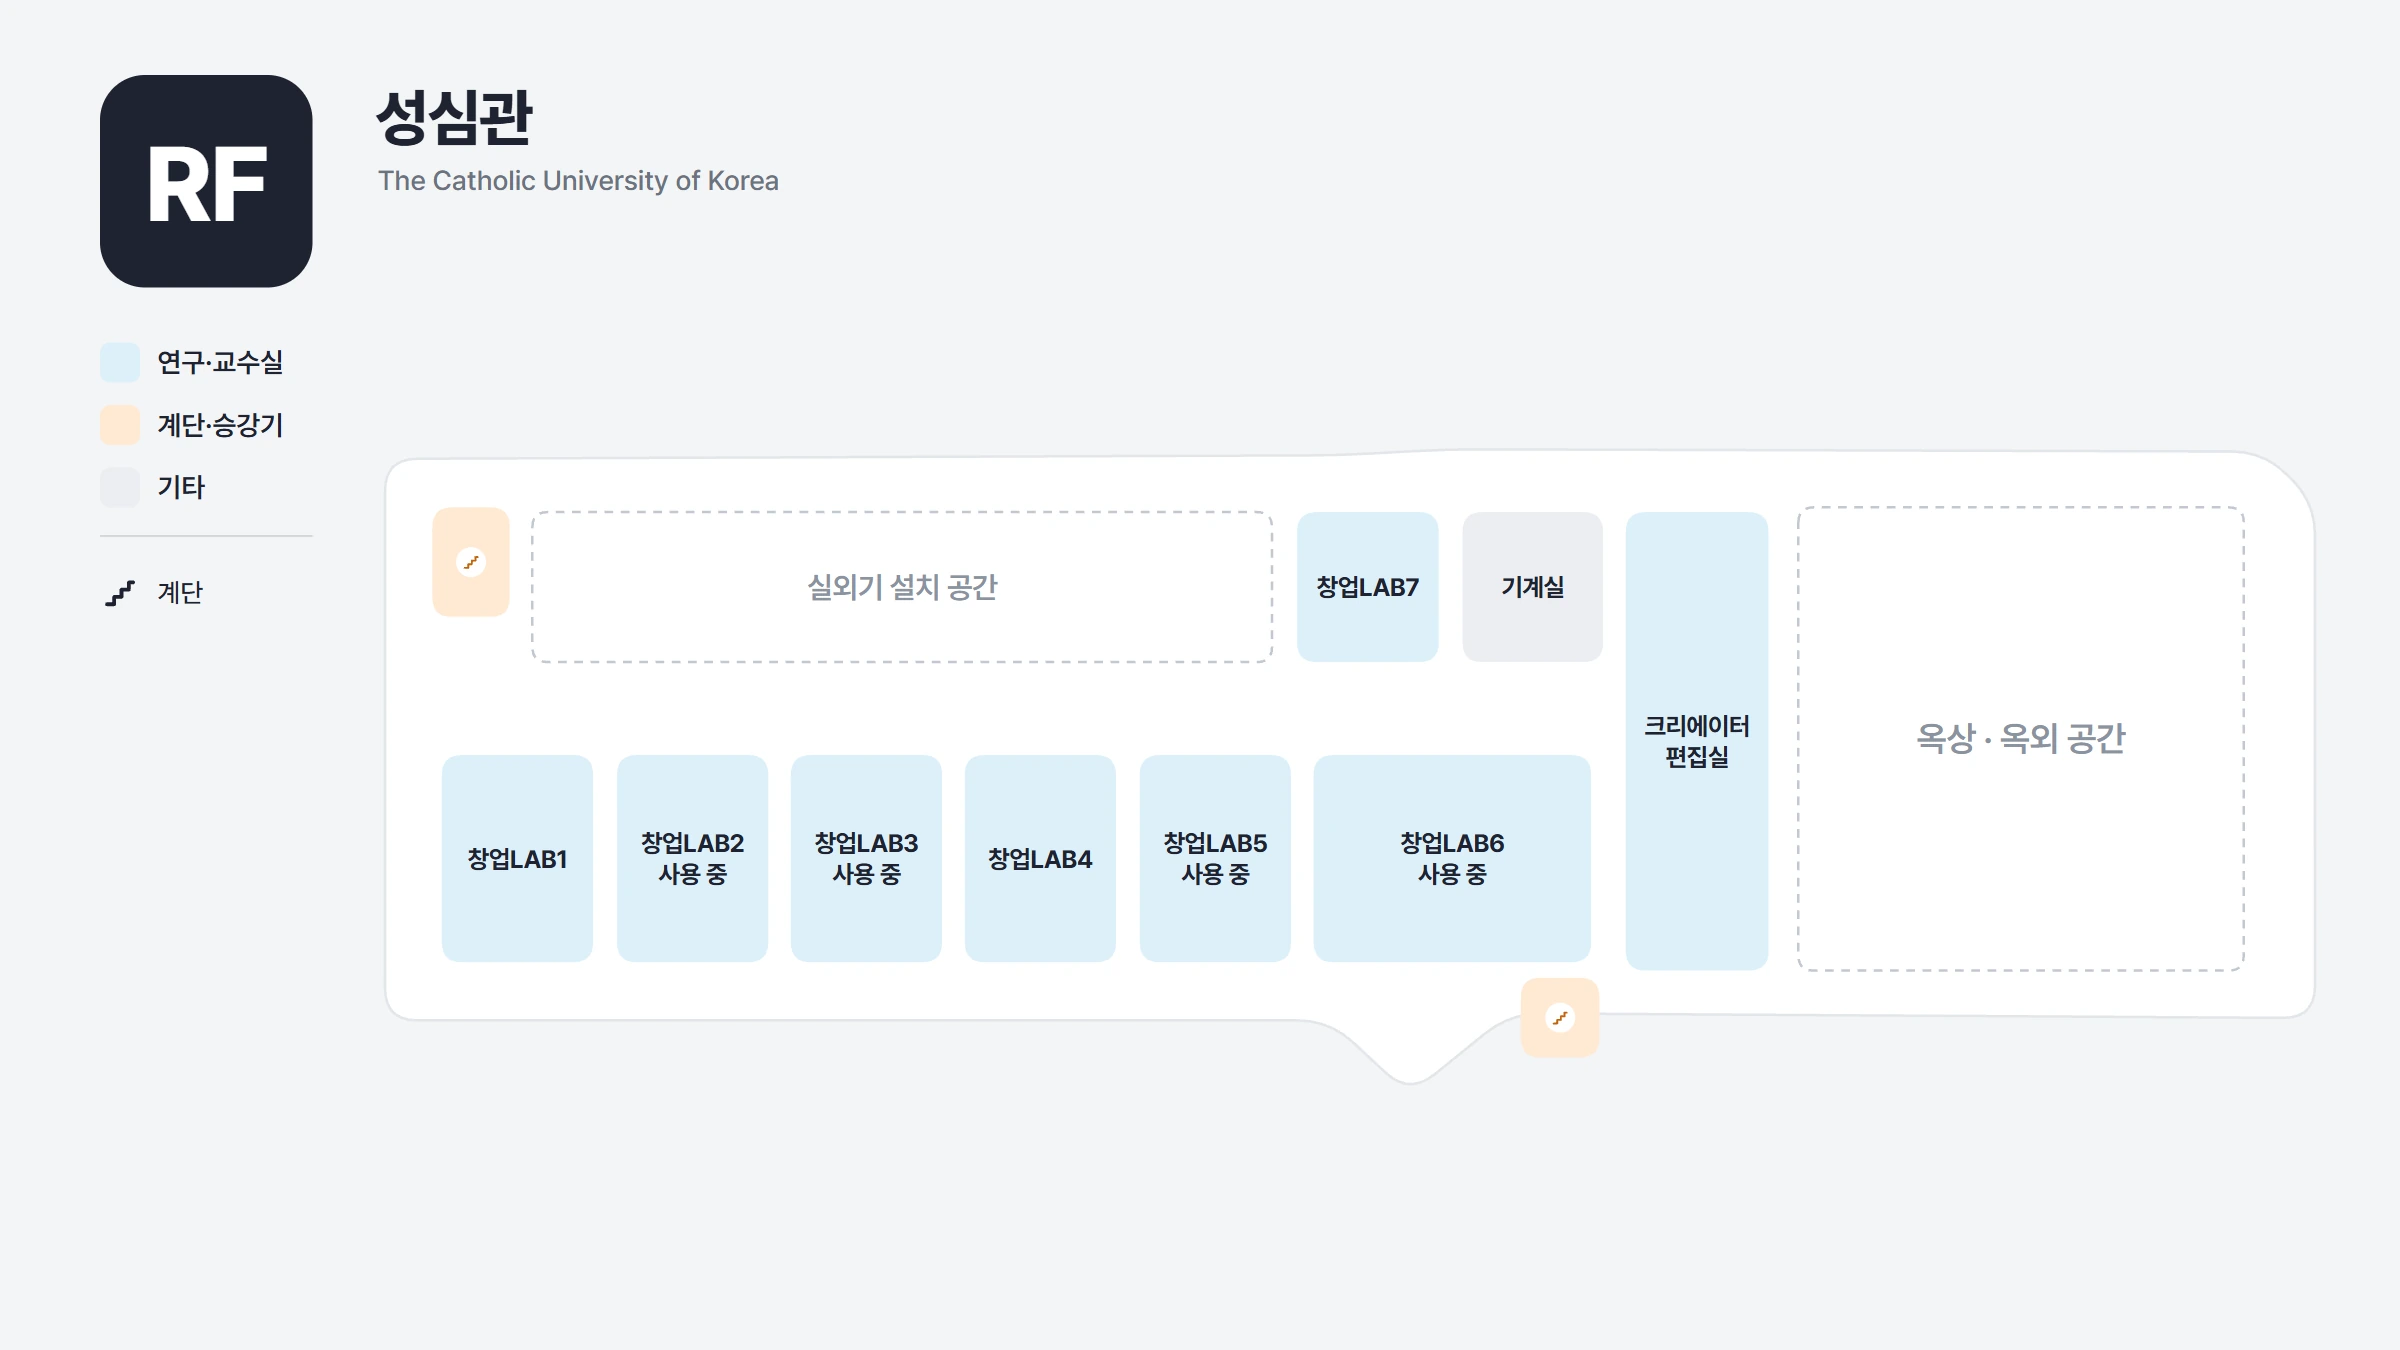 RF
성심관
The Catholic University of Korea
연구·교수실
계단·승강기
기타
계단
실외기 설치 공간
창업LAB7
기계실
크리에이터
편집실
옥상 · 옥외 공간
창업LAB1
창업LAB2
사용 중
창업LAB3
사용 중
창업LAB4
창업LAB5
사용 중
창업LAB6
사용 중